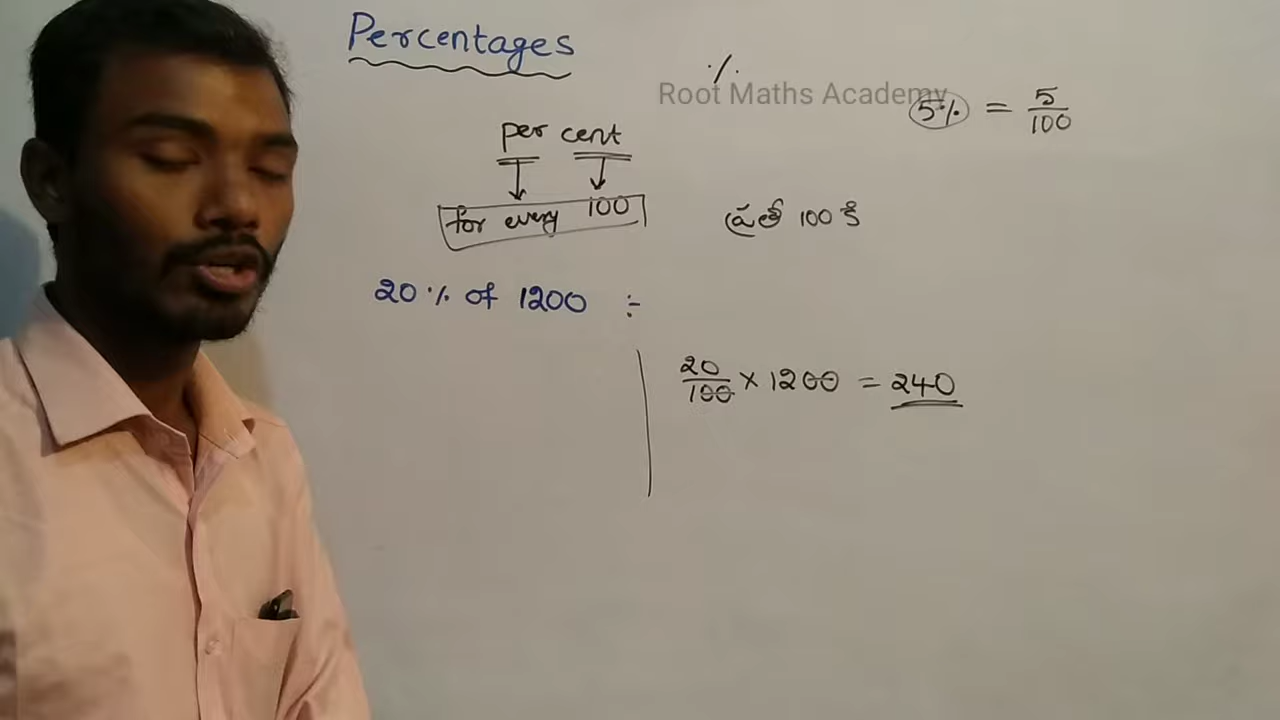 Percentages
%
Root Maths Academy
5% = 5/100
per cent
for every 100
ప్రతీ 100 కి
20% of 1200 :-
20/100 × 1200 = 240